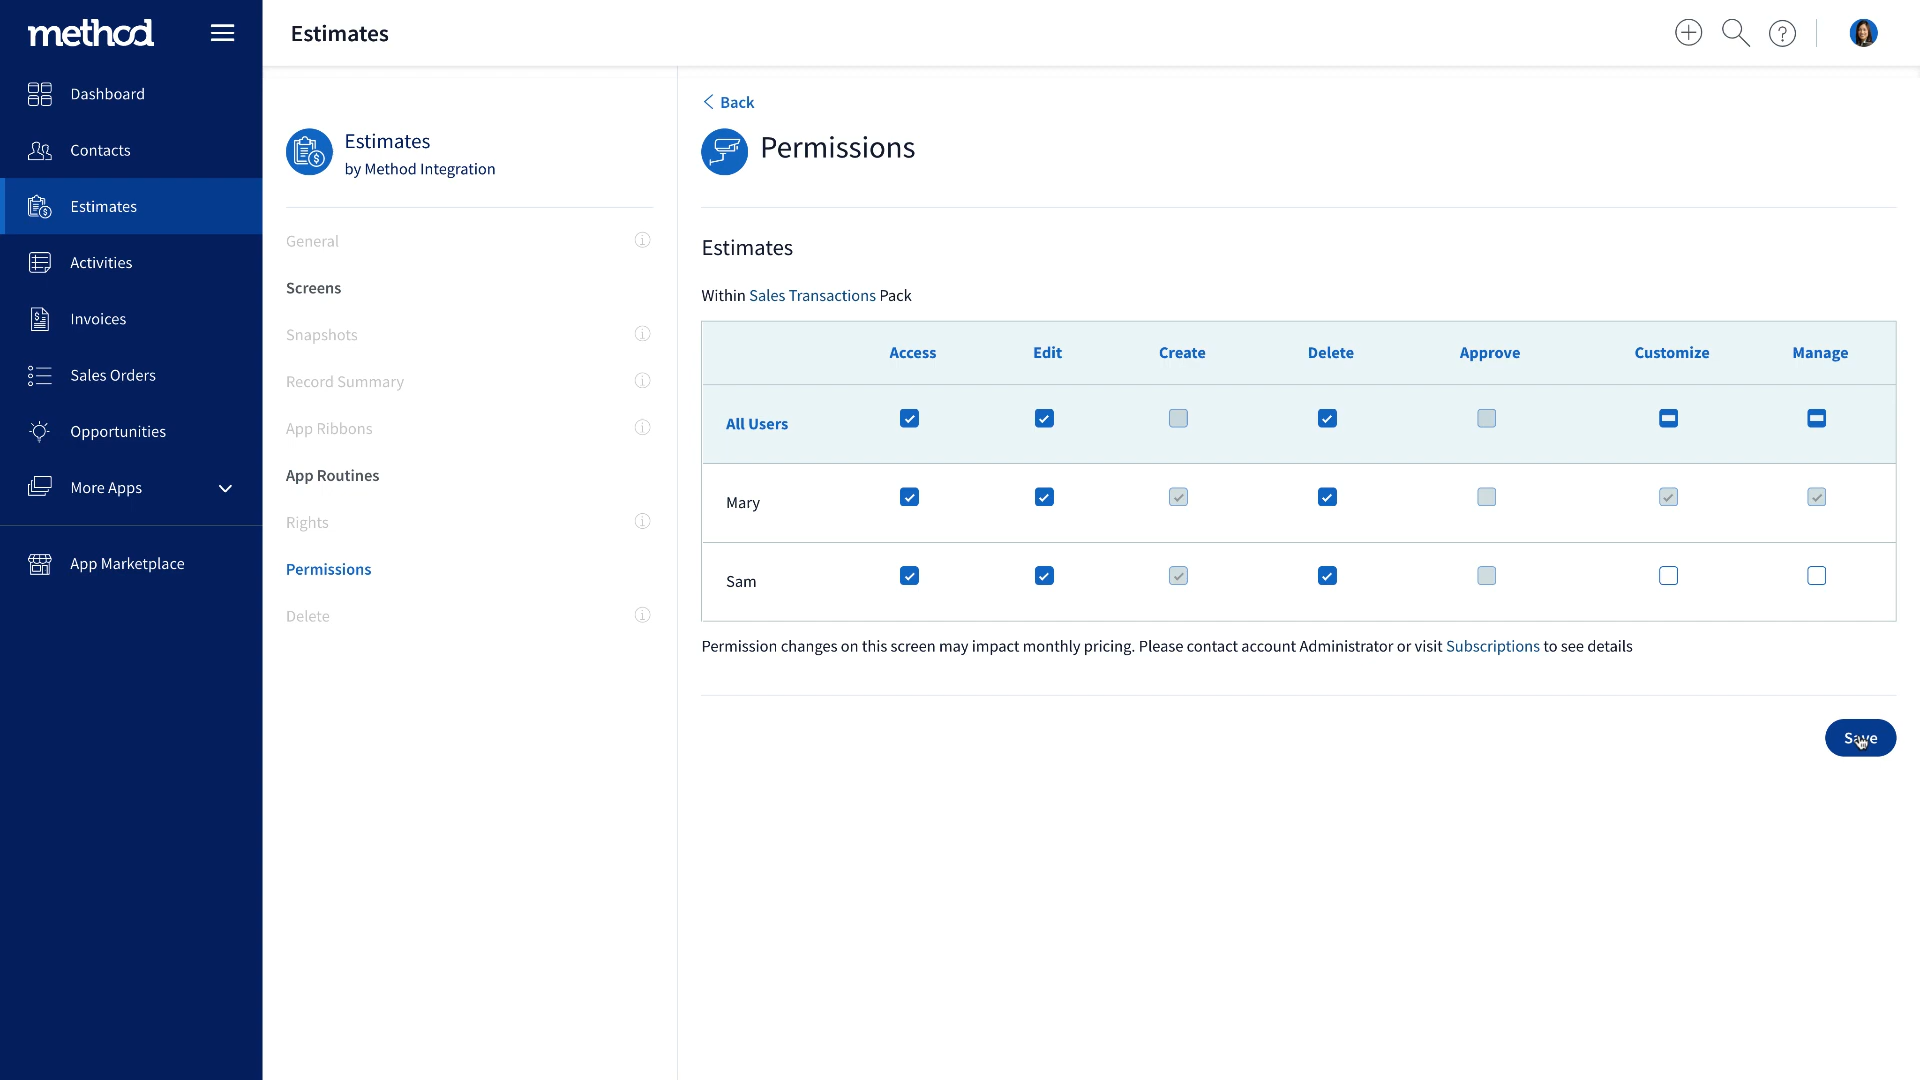 method
Estimates
Dashboard
Contacts
Estimates
Activities
Invoices
Sales Orders
Opportunities
More Apps
App Marketplace
Estimates
by Method Integration
General
Screens
Snapshots
Record Summary
App Ribbons
App Routines
Rights
Permissions
Delete
Back
Permissions
Estimates
Within Sales Transactions Pack
Access Edit Create Delete Approve Customize Manage
All Users
Mary
Sam
Permission changes on this screen may impact monthly pricing. Please contact account Administrator or visit Subscriptions to see details
Save